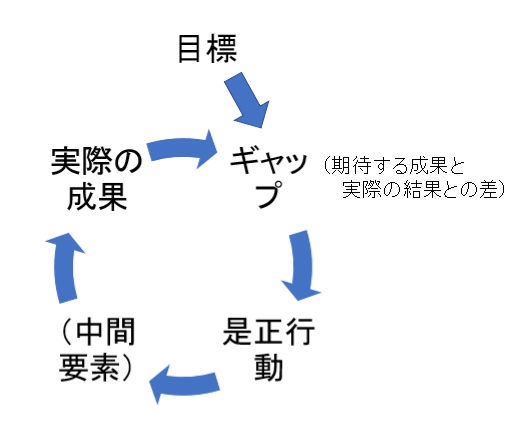 目標
実際の
成果
ギャッ
プ
（期待する成果と
実際の結果との差）
（中間
要素）
是正行
動